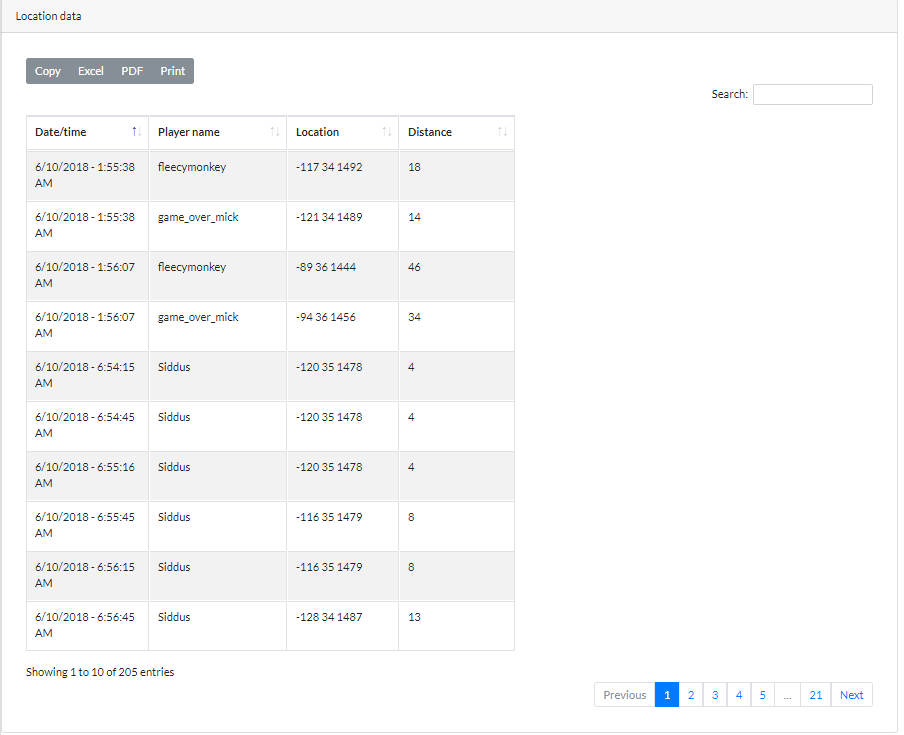 Location data
Copy Excel PDF Print
Search:
Date/time Player name Location Distance
6/10/2018 - 1:55:38 fleecymonkey -117 34 1492 18
AM
6/10/2018 - 1:55:38 game_over_mick -121 34 1489 14
AM
6/10/2018 - 1:56:07 fleecymonkey -89 36 1444 46
AM
6/10/2018 - 1:56:07 game_over_mick -94 36 1456 34
AM
6/10/2018 - 6:54:15 Siddus -120 35 1478 4
AM
6/10/2018 - 6:54:45 Siddus -120 35 1478 4
AM
6/10/2018 - 6:55:16 Siddus -120 35 1478 4
AM
6/10/2018 - 6:55:45 Siddus -116 35 1479 8
AM
6/10/2018 - 6:56:15 Siddus -116 35 1479 8
AM
6/10/2018 - 6:56:45 Siddus -128 34 1487 13
AM
Showing 1 to 10 of 205 entries
Previous 1 2 3 4 5 ... 21 Next